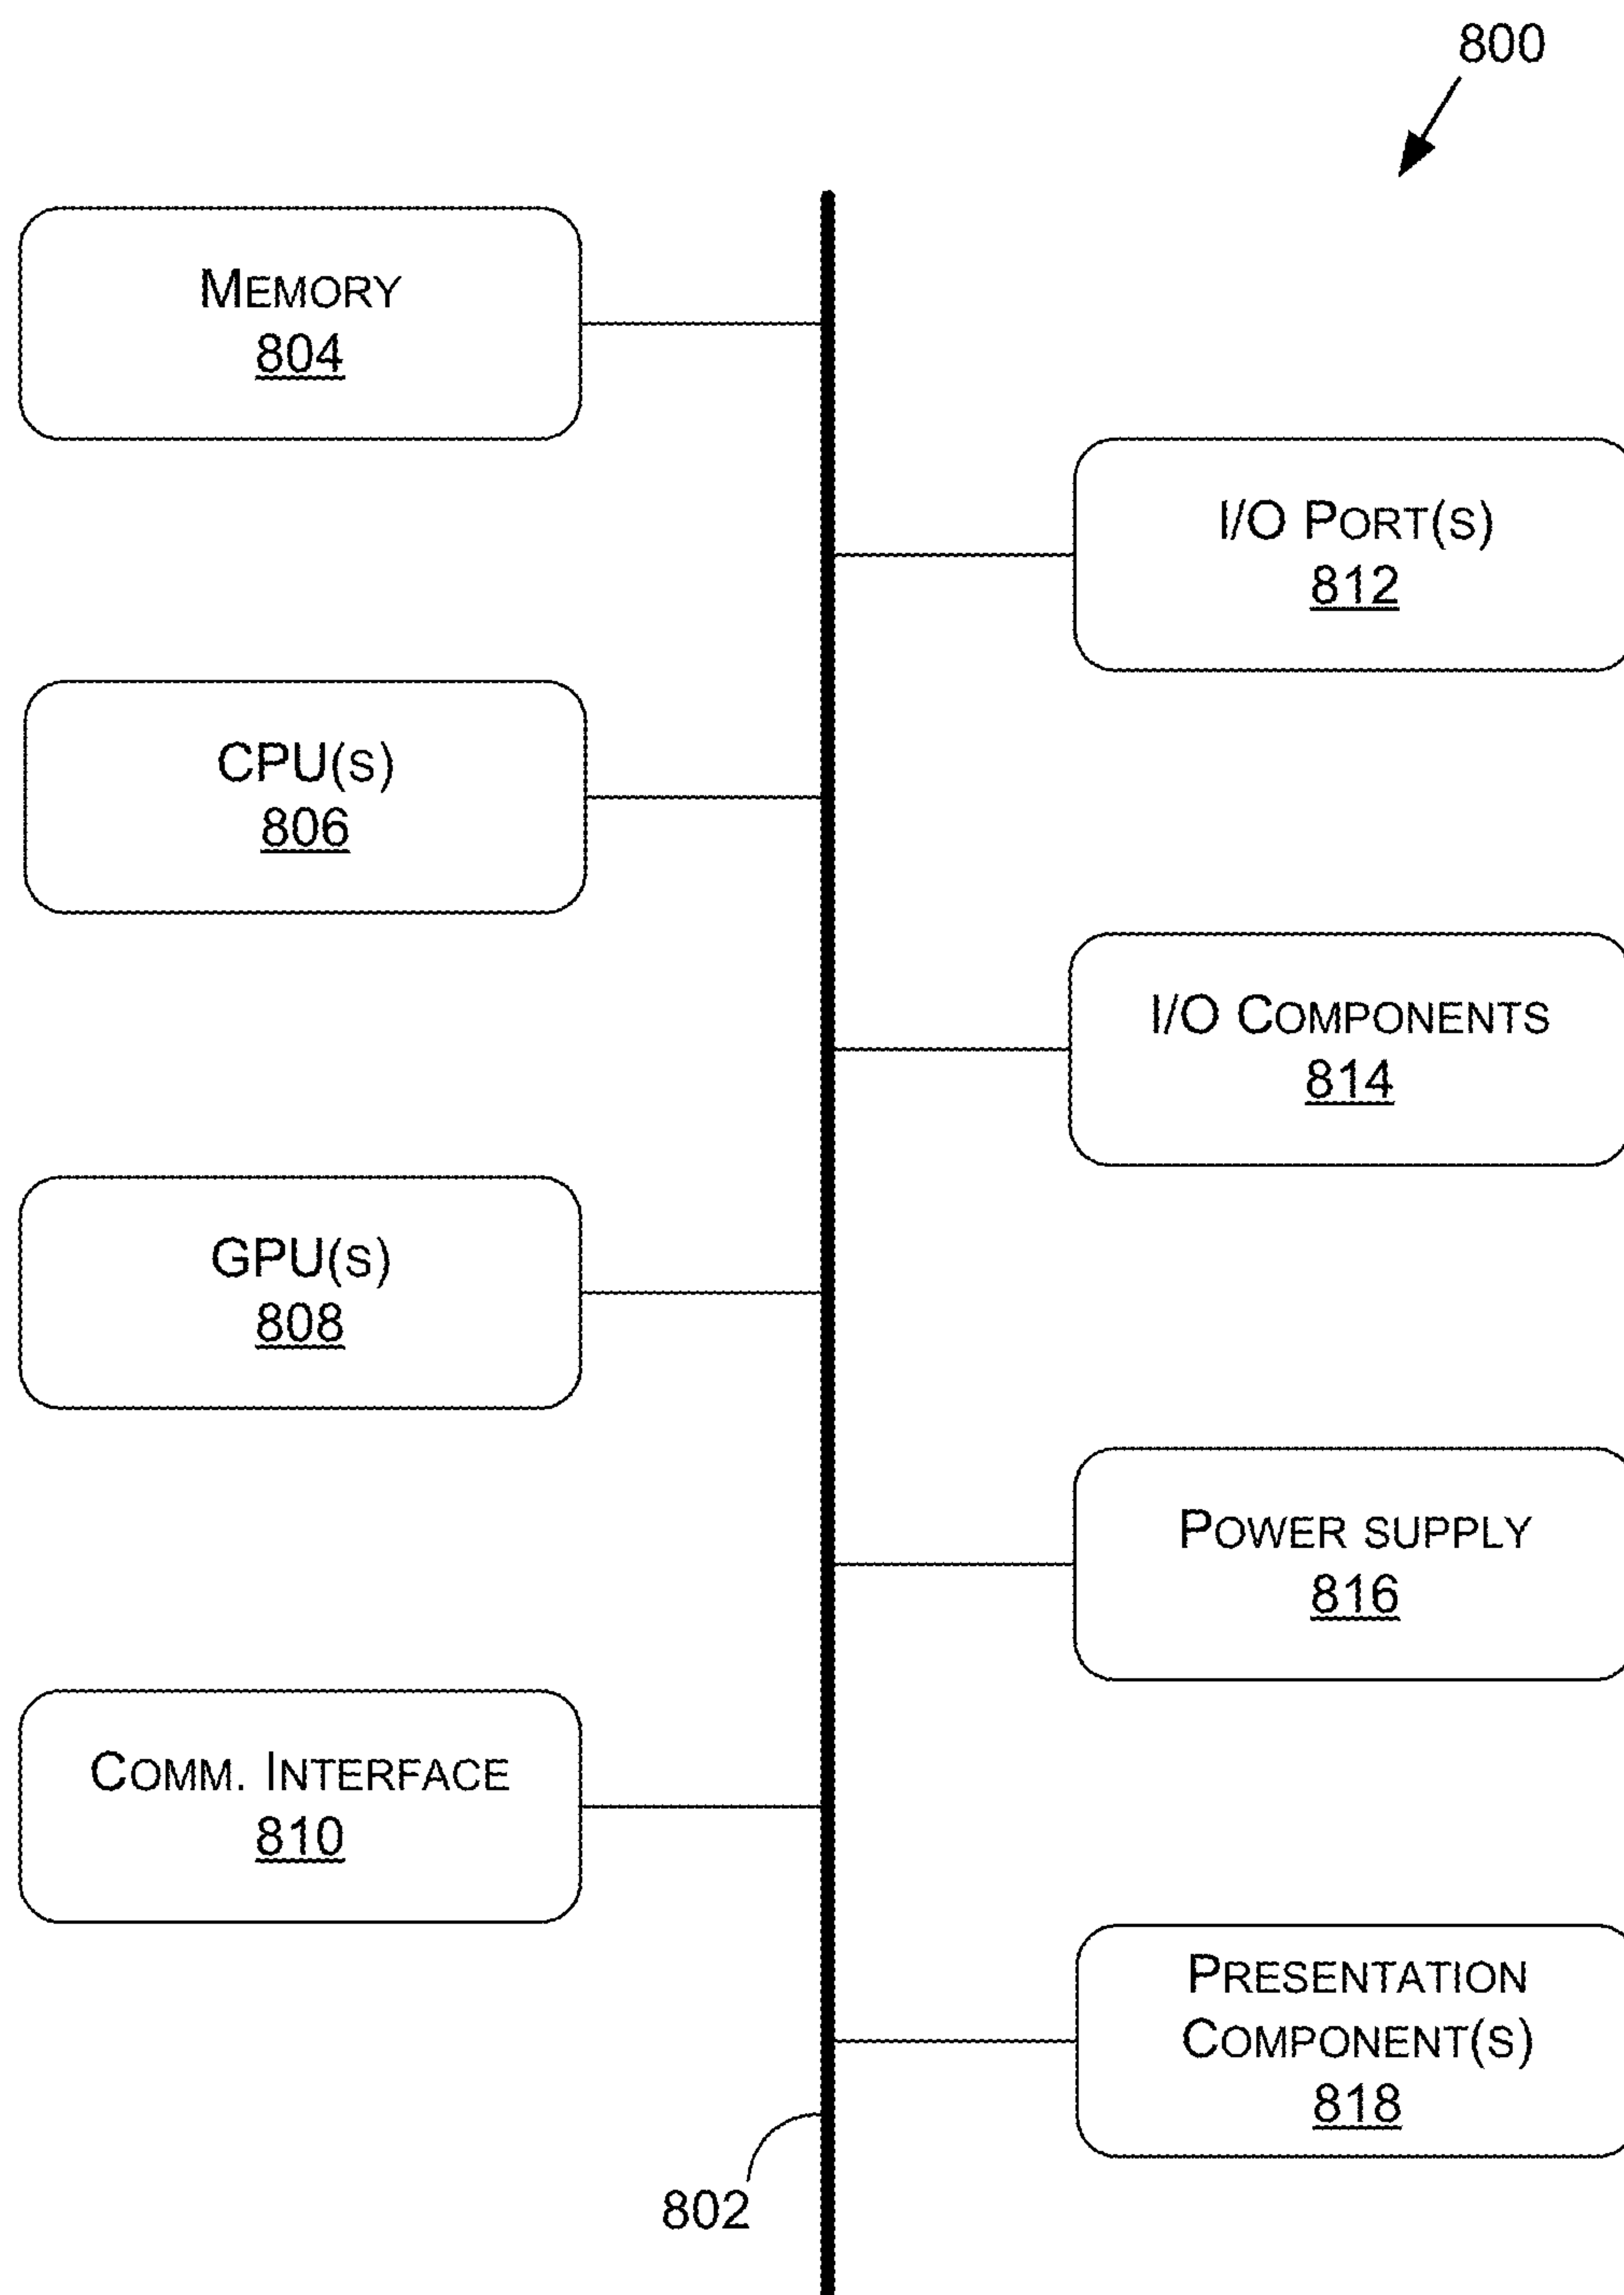 800
MEMORY
804
I/O PORT(S)
812
CPU(S)
806
I/O COMPONENTS
814
GPU(S)
808
POWER SUPPLY
816
COMM. INTERFACE
810
PRESENTATION
COMPONENT(S)
818
802